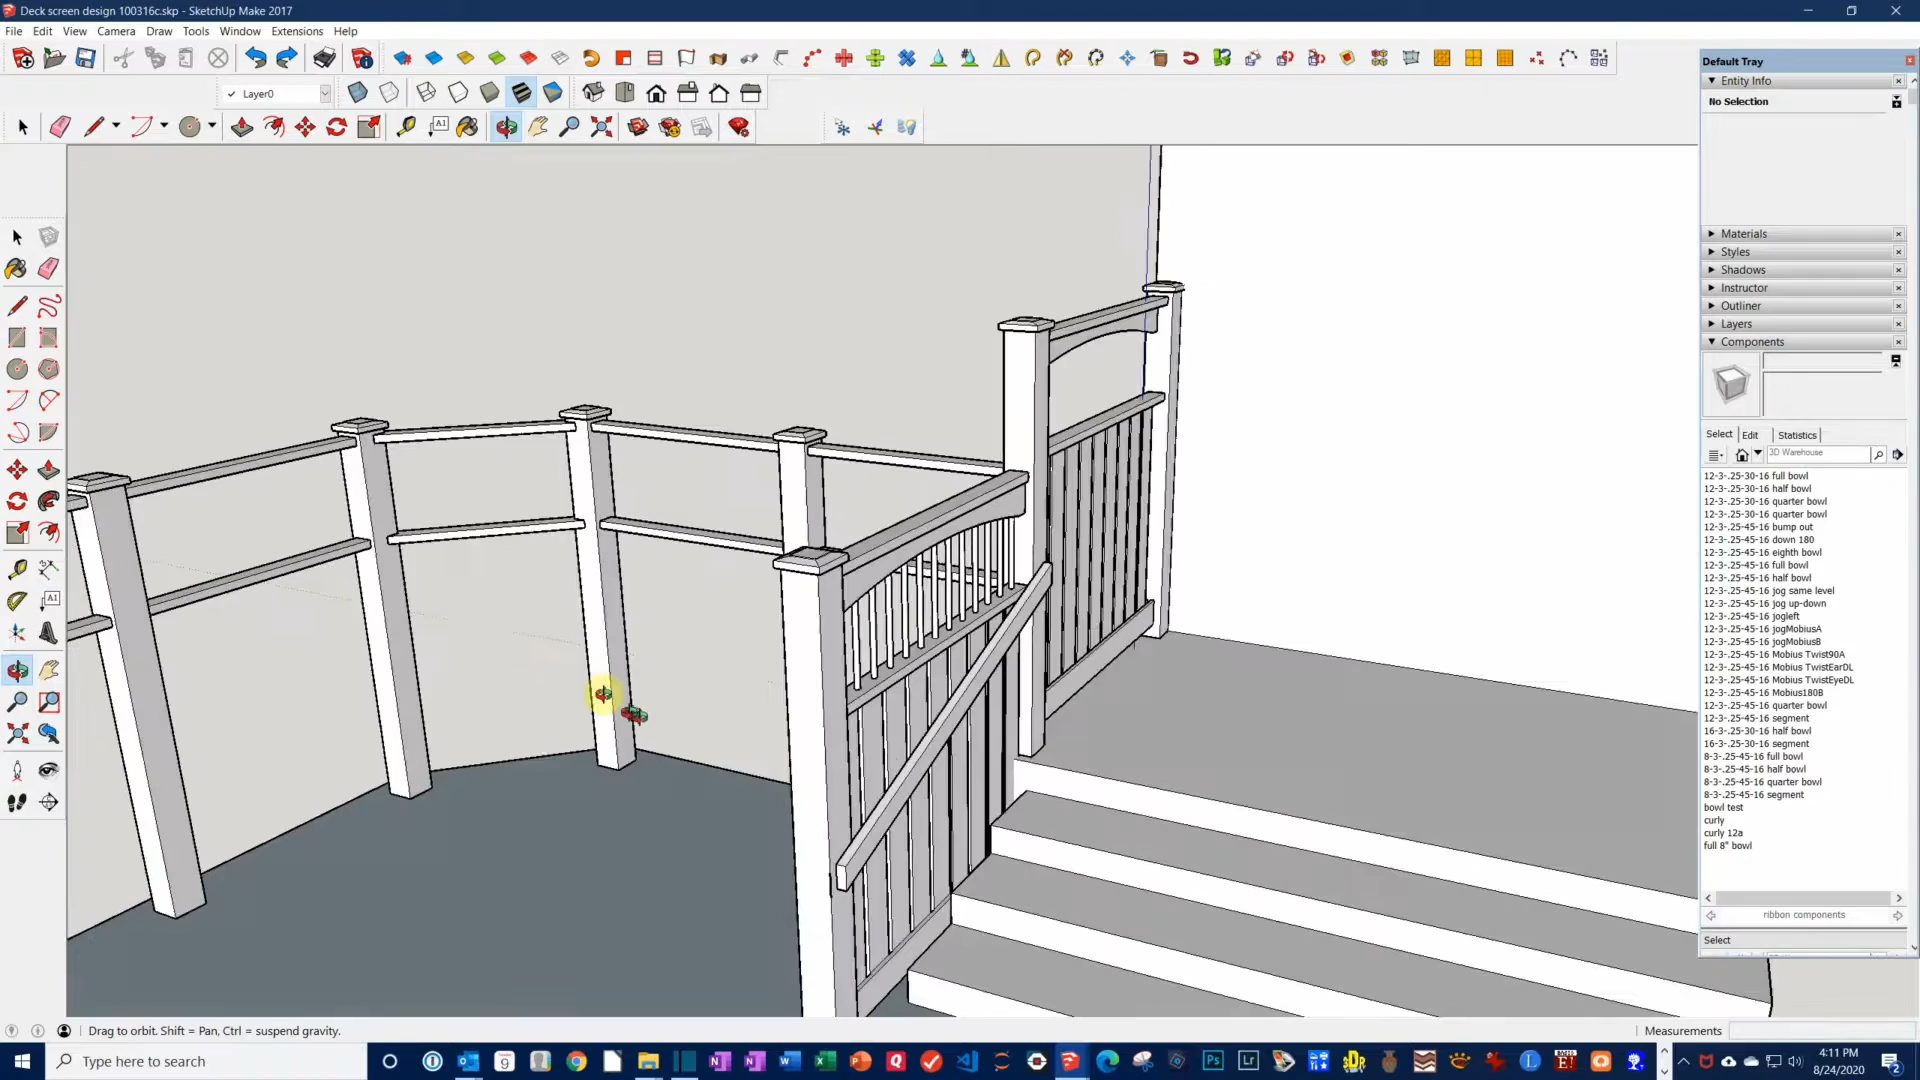 Deck screen design 100316c.skp - SketchUp Make 2017
File Edit View Camera Draw Tools Window Extensions Help
Layer0
Default Tray
Entity Info
No Selection
Materials
Styles
Shadows
Instructor
Outliner
Layers
Components
Select Edit Statistics
3D Warehouse
12-3-.25-30-16 full bowl
12-3-.25-30-16 half bowl
12-3-.25-30-16 quarter bowl
12-3-.25-30-16 quarter bowl
12-3-.25-45-16 bump out
12-3-.25-45-16 down 180
12-3-.25-45-16 eighth bowl
12-3-.25-45-16 full bowl
12-3-.25-45-16 half bowl
12-3-.25-45-16 jog same level
12-3-.25-45-16 jog up-down
12-3-.25-45-16 jogleft
12-3-.25-45-16 jogMobiusA
12-3-.25-45-16 jogMobiusB
12-3-.25-45-16 Mobius Twist90A
12-3-.25-45-16 Mobius TwistEarDL
12-3-.25-45-16 Mobius TwistEyeDL
12-3-.25-45-16 Mobius180B
12-3-.25-45-16 quarter bowl
12-3-.25-45-16 segment
16-3-.25-30-16 half bowl
16-3-.25-30-16 segment
8-3-.25-45-16 full bowl
8-3-.25-45-16 half bowl
8-3-.25-45-16 quarter bowl
8-3-.25-45-16 segment
bowl test
curly
curly 12a
full 8" bowl
ribbon components
Select
Drag to orbit. Shift = Pan, Ctrl = suspend gravity.
Measurements
Type here to search
4:11 PM
8/24/2020